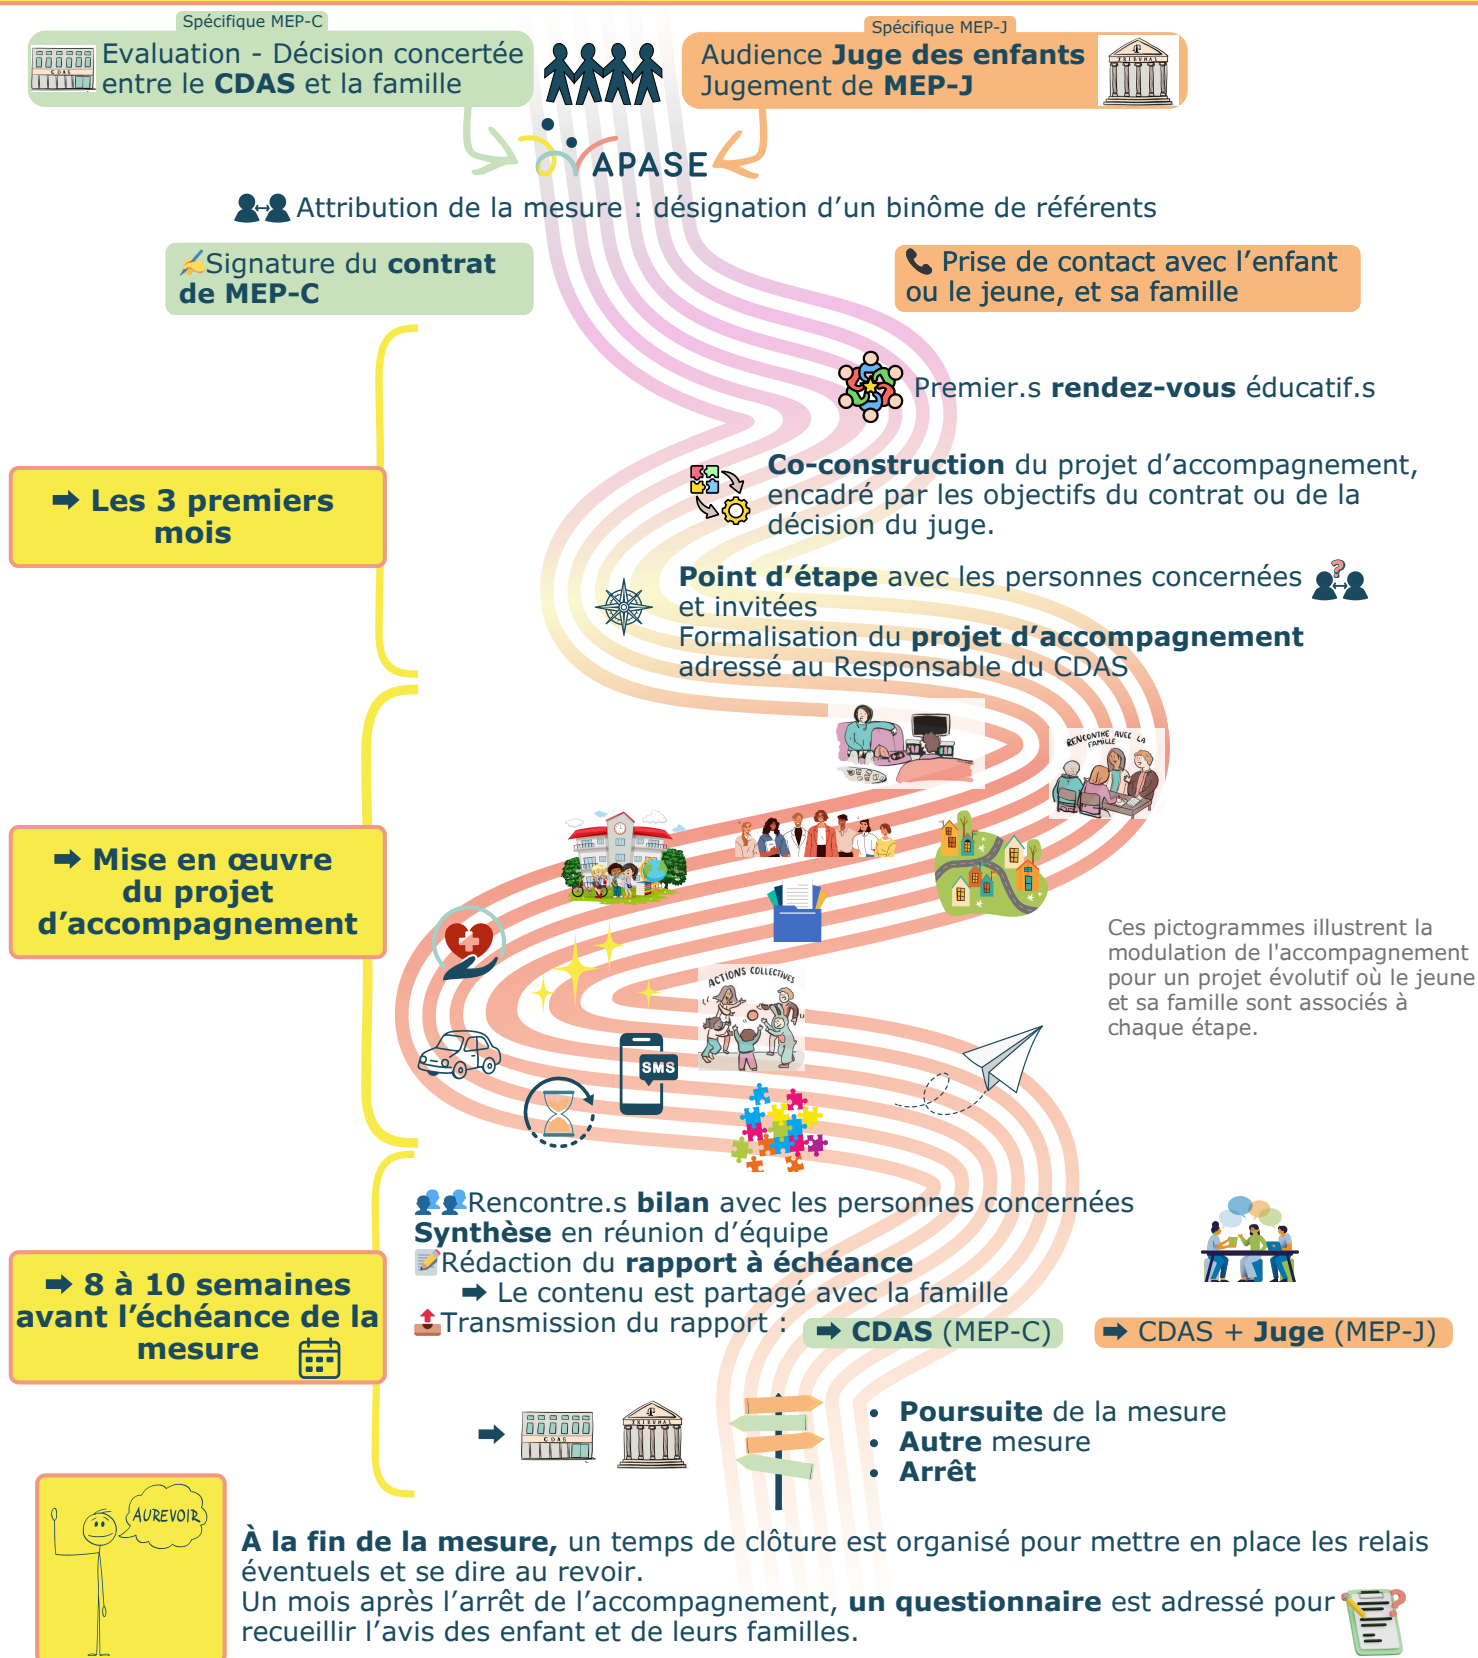 Spécifique MEP-C
Evaluation - Décision concertée
entre le CDAS et la famille
CDAS
Spécifique MEP-J
Audience Juge des enfants
Jugement de MEP-J
TRIBUNAL
APASE
Attribution de la mesure : désignation d’un binôme de référents
Signature du contrat
de MEP-C
Prise de contact avec l’enfant
ou le jeune, et sa famille
Premier.s rendez-vous éducatif.s
➡ Les 3 premiers
mois
Co-construction du projet d’accompagnement,
encadré par les objectifs du contrat ou de la
décision du juge.
Point d’étape avec les personnes concernées
et invitées
Formalisation du projet d’accompagnement
adressé au Responsable du CDAS
RENCONTRE AVEC LA
FAMILLE
➡ Mise en œuvre
du projet
d’accompagnement
Ces pictogrammes illustrent la
modulation de l'accompagnement
pour un projet évolutif où le jeune
et sa famille sont associés à
chaque étape.
ACTIONS COLLECTIVES
SMS
➡ 8 à 10 semaines
avant l’échéance de la
mesure
Rencontre.s bilan avec les personnes concernées
Synthèse en réunion d’équipe
Rédaction du rapport à échéance
➡ Le contenu est partagé avec la famille
Transmission du rapport :
➡ CDAS (MEP-C)
➡ CDAS + Juge (MEP-J)
➡
CDAS
TRIBUNAL
• Poursuite de la mesure
• Autre mesure
• Arrêt
AUREVOIR
À la fin de la mesure, un temps de clôture est organisé pour mettre en place les relais
éventuels et se dire au revoir.
Un mois après l’arrêt de l’accompagnement, un questionnaire est adressé pour
recueillir l’avis des enfant et de leurs familles.